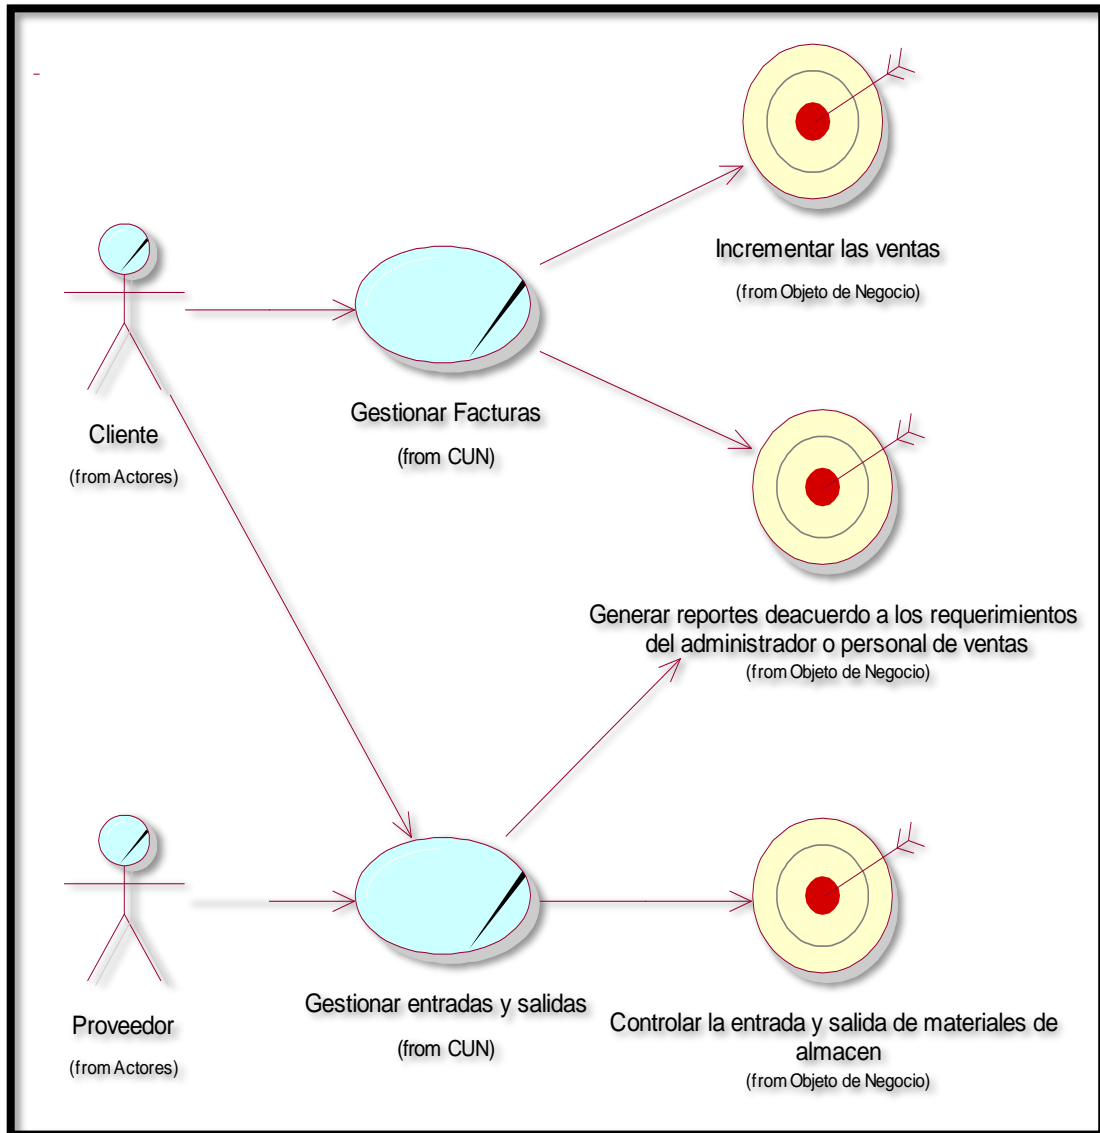 Incrementar las ventas
(from Objeto de Negocio)
Cliente
(from Actores)
Gestionar Facturas
(from CUN)
Generar reportes deacuerdo a los requerimientos
del administrador o personal de ventas
(from Objeto de Negocio)
Proveedor
(from Actores)
Gestionar entradas y salidas
(from CUN)
Controlar la entrada y salida de materiales de
almacen
(from Objeto de Negocio)